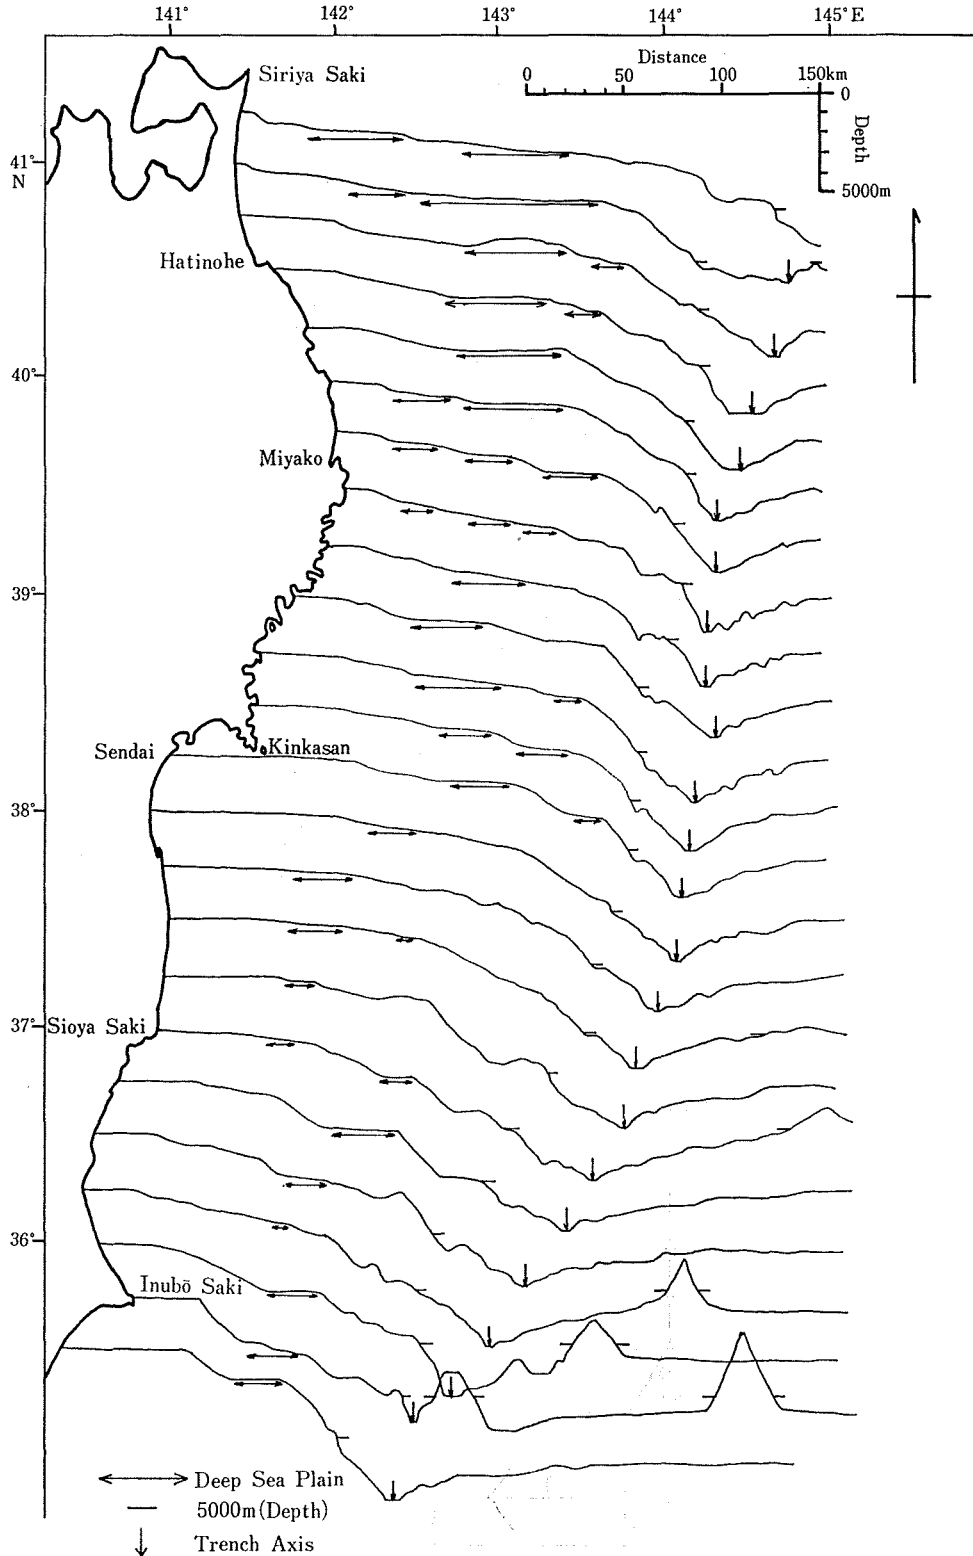 141° 142° 143° 144° 145°E
Siriya Saki
Distance
0 50 100 150km
0
Depth
5000m
41°
N
Hatinohe
40°
Miyako
39°
Sendai
Kinkasan
38°
37°
Sioya Saki
36°
Inubō Saki
Deep Sea Plain
5000m(Depth)
Trench Axis